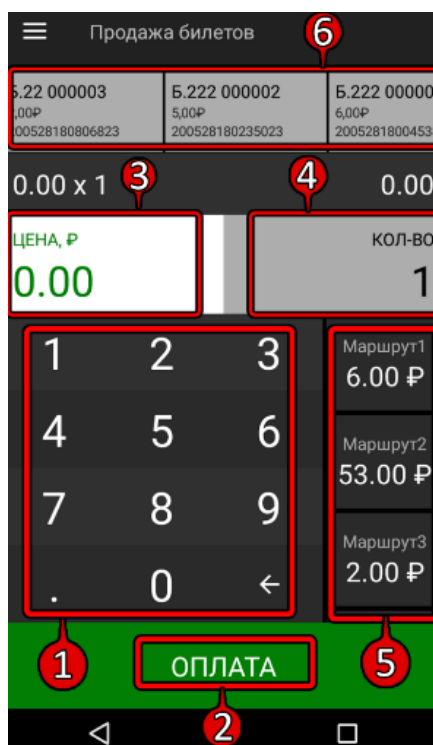 Продажа билетов
6
Б.22 000003 Б.222 000002 Б.222 00000
,00₽ 5,00₽ 6,00₽
200528180806823 200528180235023 20052818004534
0.00 x 1 3 4 0.00
ЦЕНА, ₽ КОЛ-ВО
0.00 1
1 2 3 Маршрут1
6.00 ₽
4 5 6 Маршрут2
53.00 ₽
7 8 9 Маршрут3
. 0 ← 2.00 ₽
1 ОПЛАТА 5
2